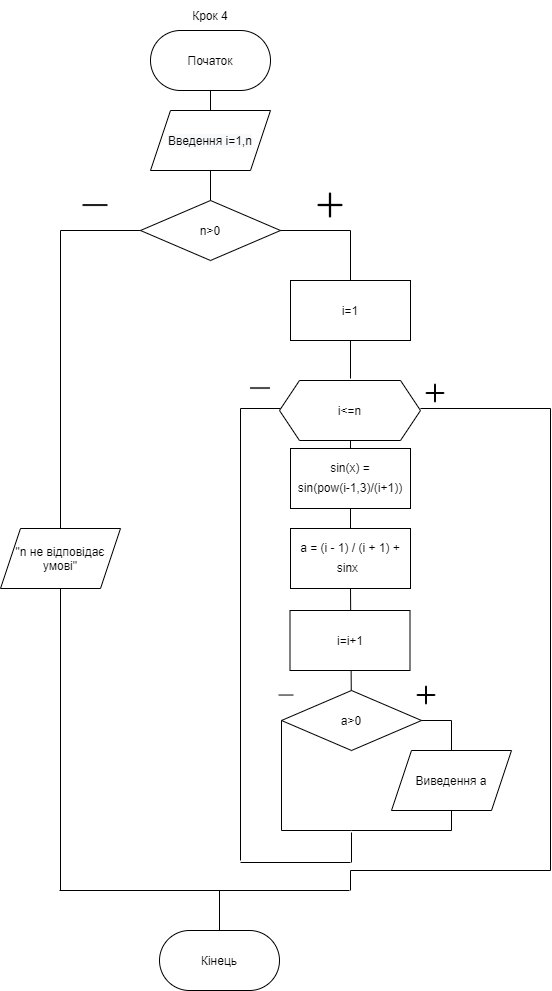 Крок 4
Початок
Введення i=1,n
n>0
i=1
i<=n
sin(x) =
sin(pow(i-1,3)/(i+1))
"n не відповідає
умові"
a = (i - 1) / (i + 1) +
sinx
i=i+1
a>0
Виведення a
Кінець